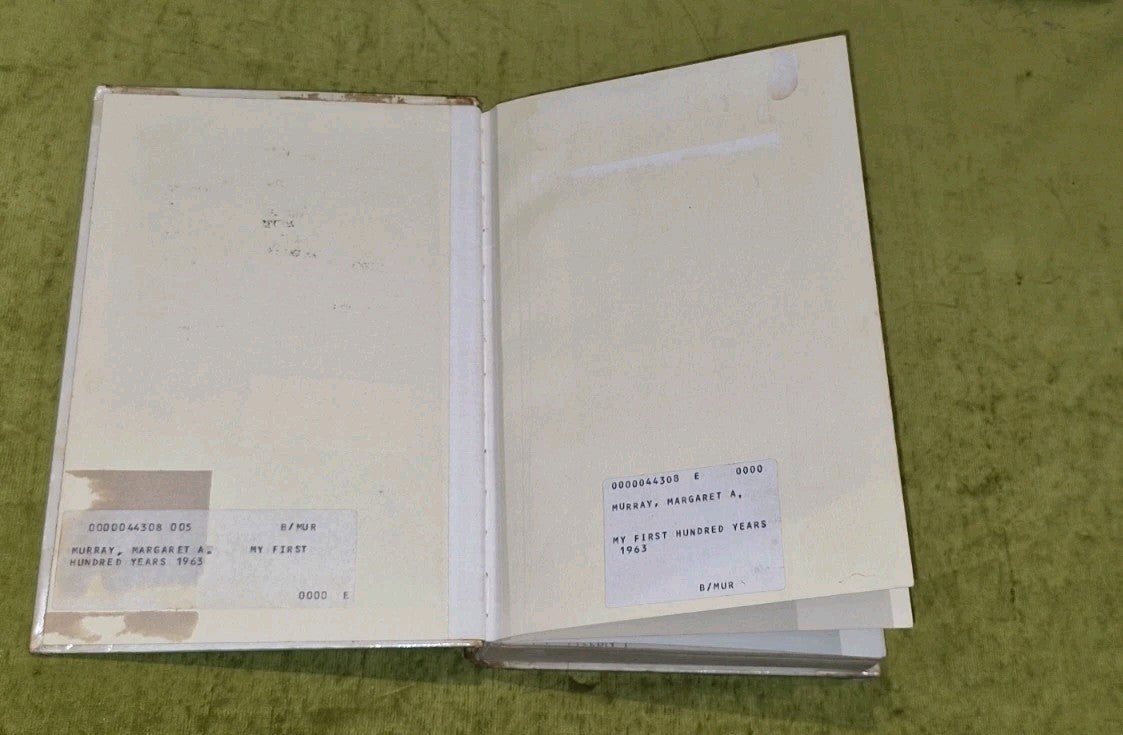 0000044308 005 B/MUR
MURRAY, MARGARET A. MY FIRST
HUNDRED YEARS 1963
0000 E
0000044308 E 0000
MURRAY, MARGARET A.
MY FIRST HUNDRED YEARS
1963
B/MUR